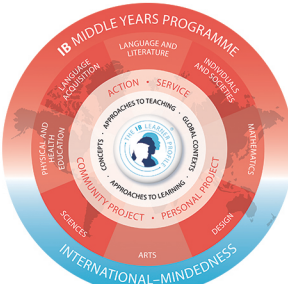 IB MIDDLE YEARS PROGRAMME
LANGUAGE AND
LITERATURE
LANGUAGE
ACQUISITION
INDIVIDUALS
AND SOCIETIES
PHYSICAL AND
HEALTH
EDUCATION
MATHEMATICS
SCIENCES
DESIGN
ARTS
ACTION • SERVICE
COMMUNITY PROJECT • PERSONAL PROJECT
APPROACHES TO TEACHING
GLOBAL CONTEXTS
CONCEPTS
APPROACHES TO LEARNING
THE IB LEARNER PROFILE
INTERNATIONAL-MINDEDNESS